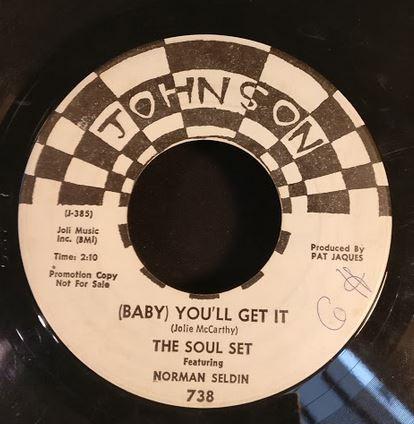 JOHNSON
(J-385)
Joli Music
Inc. (BMI)
Time: 2:10
Promotion Copy
Not For Sale
Produced By
PAT JAQUES
(BABY) YOU'LL GET IT
(Jolie McCarthy)
THE SOUL SET
Featuring
NORMAN SELDIN
738